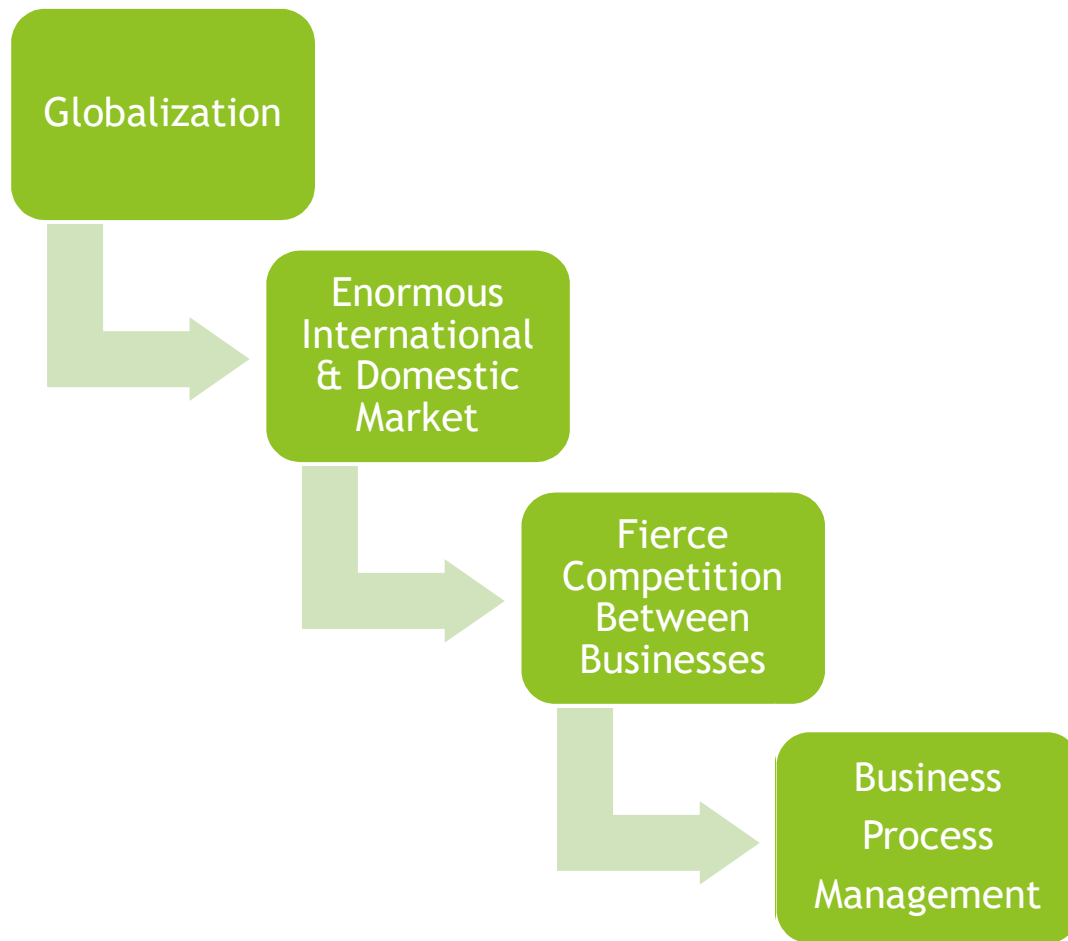 Globalization
Enormous
International
& Domestic
Market
Fierce
Competition
Between
Businesses
Business
Process
Management